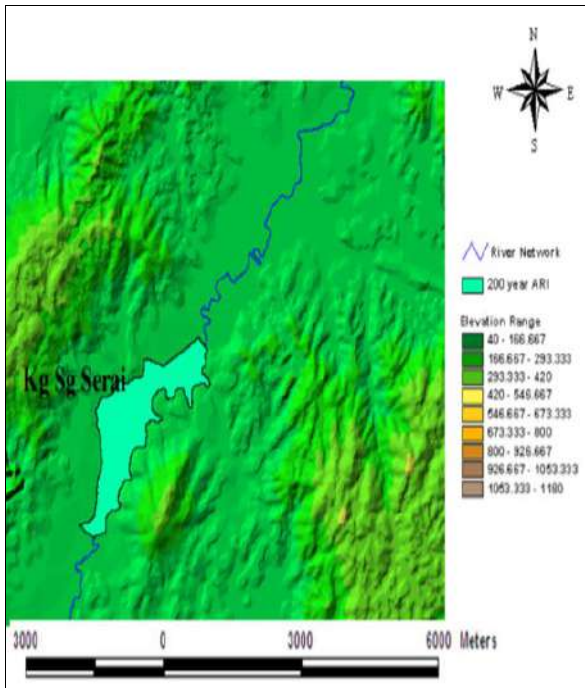 N
W E
S
River Network
200 year ARI
Elevation Range
40 - 166.667
166.667 - 293.333
293.333 - 420
420 - 546.667
546.667 - 673.333
673.333 - 800
800 - 926.667
926.667 - 1053.333
1053.333 - 1180
Kg Sg Serai
3000 0 3000 6000 Meters